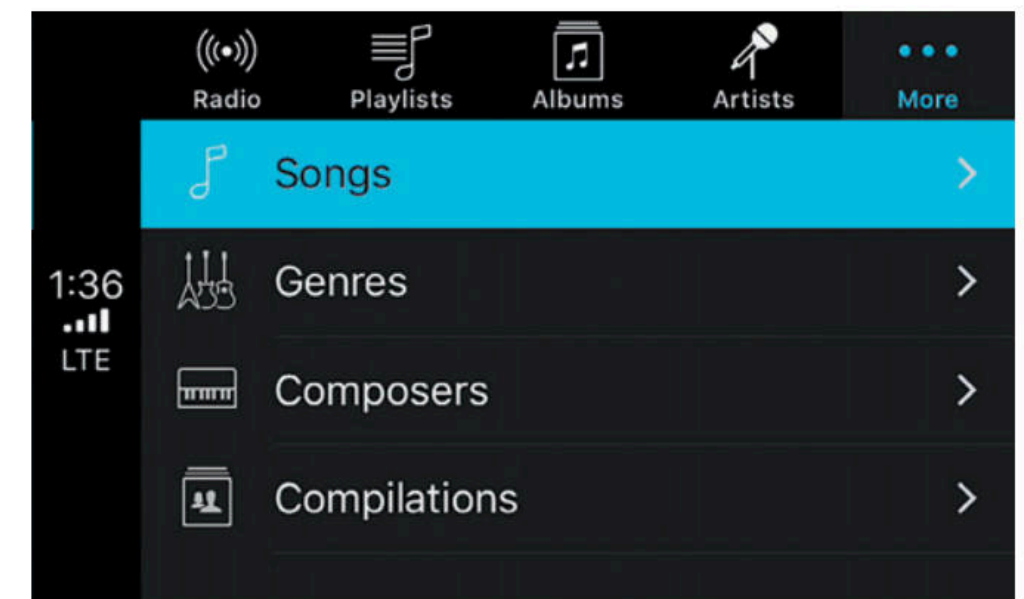 Radio
Playlists
Albums
Artists
More
Songs
Genres
Composers
Compilations
1:36
LTE